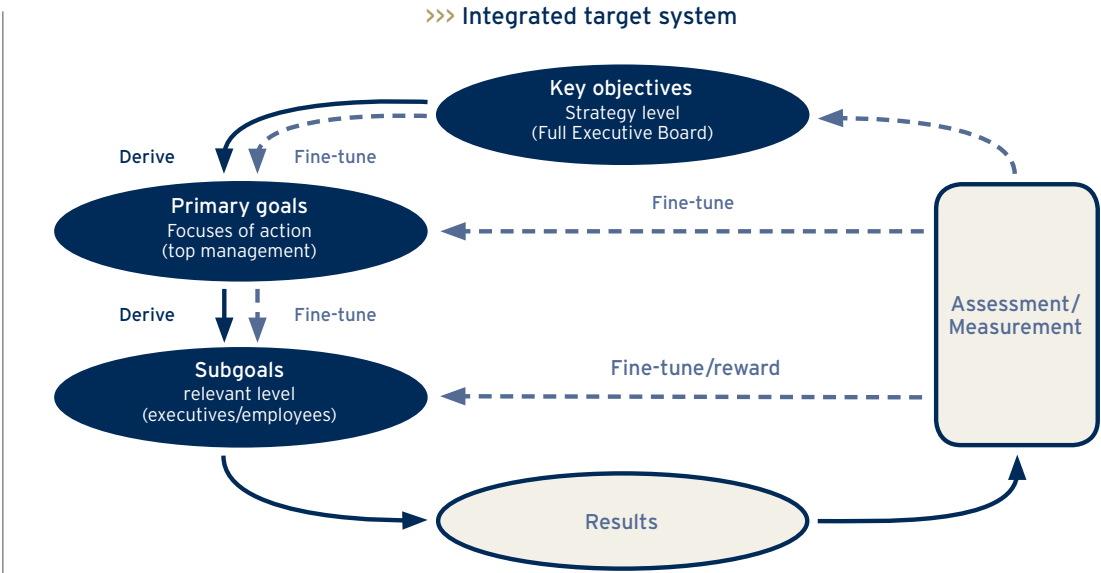 >>> Integrated target system
Key objectives
Strategy level
(Full Executive Board)
Derive
Fine-tune
Primary goals
Focuses of action
(top management)
Fine-tune
Derive
Fine-tune
Assessment/
Measurement
Subgoals
relevant level
(executives/employees)
Fine-tune/reward
Results